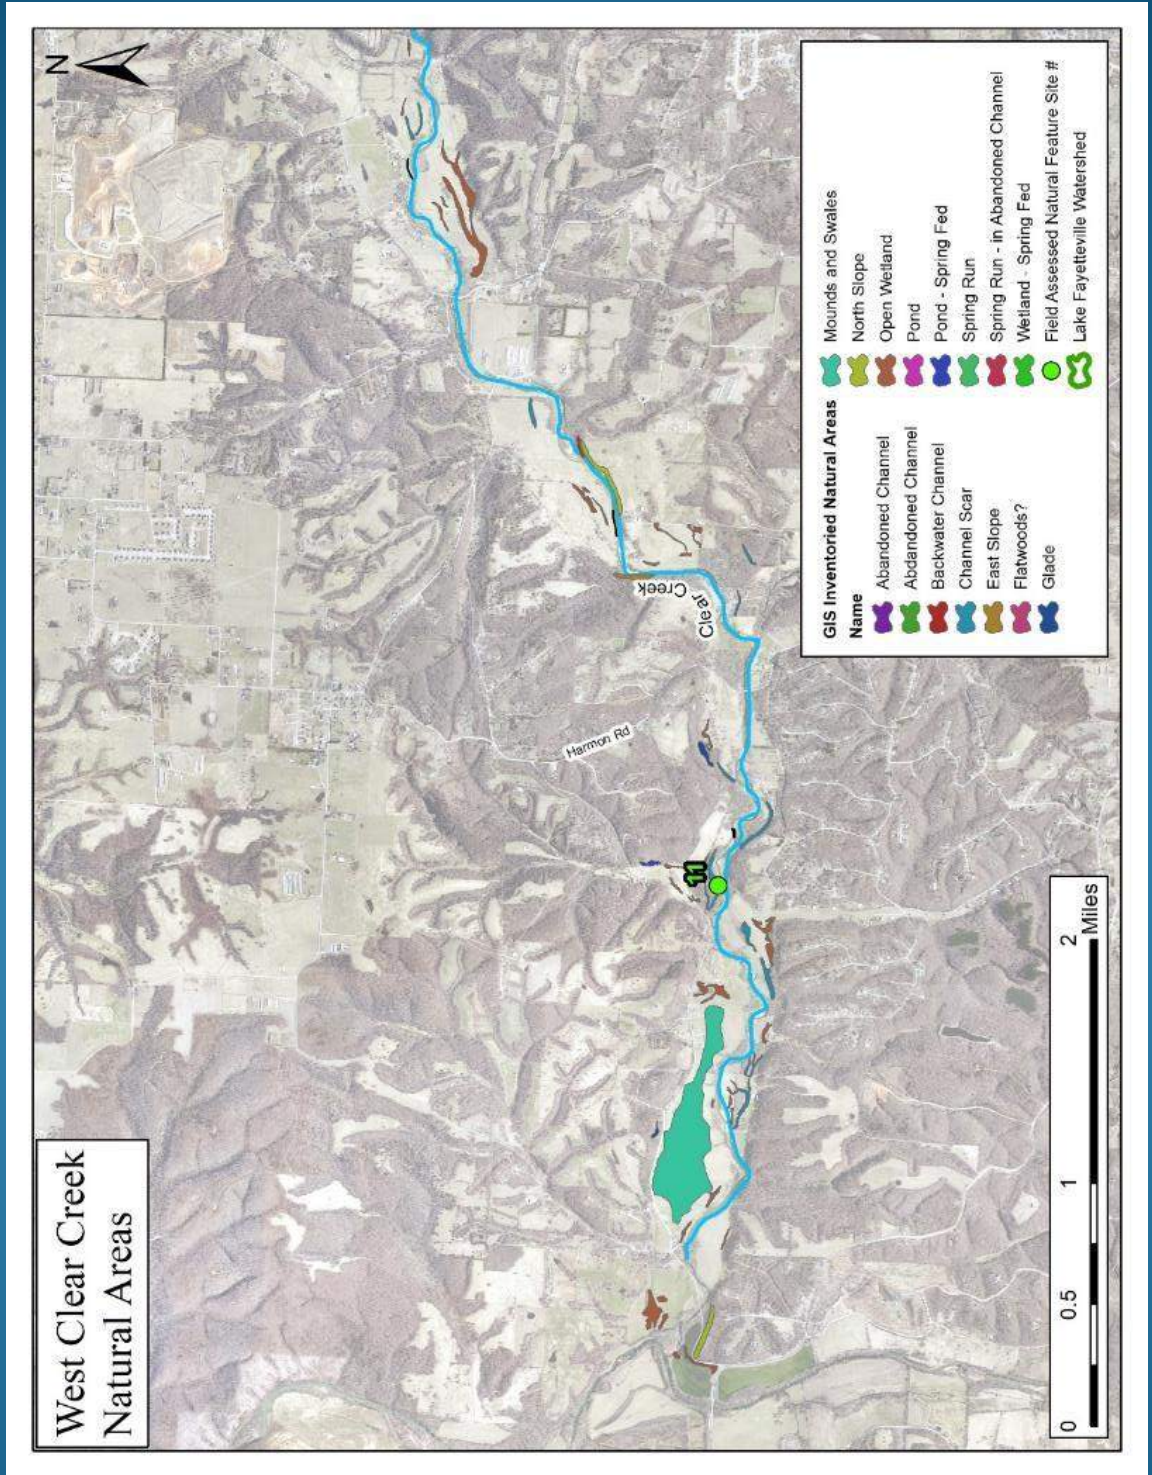 West Clear Creek
Natural Areas
N
Harmon Rd
Clear Creek
11
GIS Inventoried Natural Areas
Name
Abandoned Channel
Abdandoned Channel
Backwater Channel
Channel Scar
East Slope
Flatwoods?
Glade
Mounds and Swales
North Slope
Open Wetland
Pond
Pond - Spring Fed
Spring Run
Spring Run - in Abandoned Channel
Wetland - Spring Fed
Field Assessed Natural Feature Site #
Lake Fayetteville Watershed
0 0.5 1 2
Miles